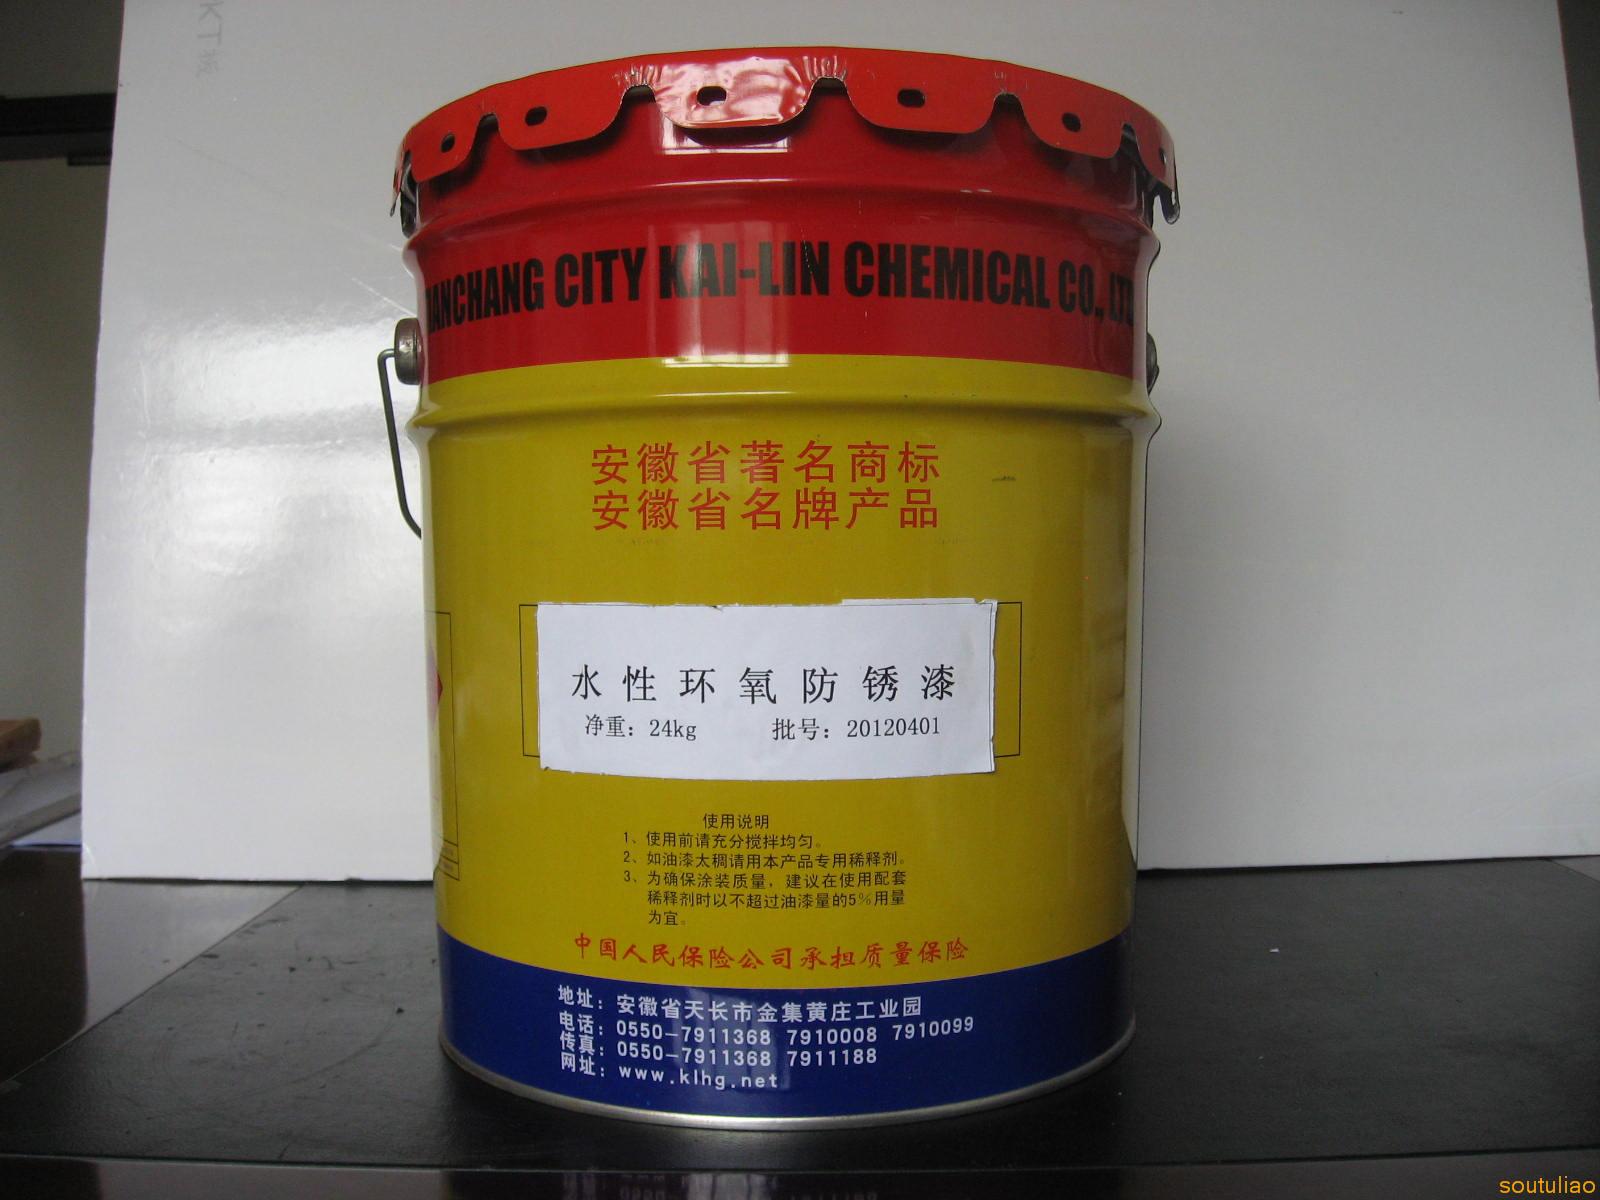 KT板
TIANCHANG CITY KAI-LIN CHEMICAL CO., LTD
安徽省著名商标
安徽省名牌产品
水性环氧防锈漆
净重：24kg 批号：20120401
使用说明
1、使用前请充分搅拌均匀。
2、如油漆太稠请用本产品专用稀释剂。
3、为确保涂装质量，建议在使用配套
稀释剂时以不超过油漆量的5%用量
为宜。
中国人民保险公司承担质量保险
地址：安徽省天长市金集黄庄工业园
电话：0550-7911368 7910008 7910099
传真：0550-7911368 7911188
网址：www.klhg.net
soutuliao